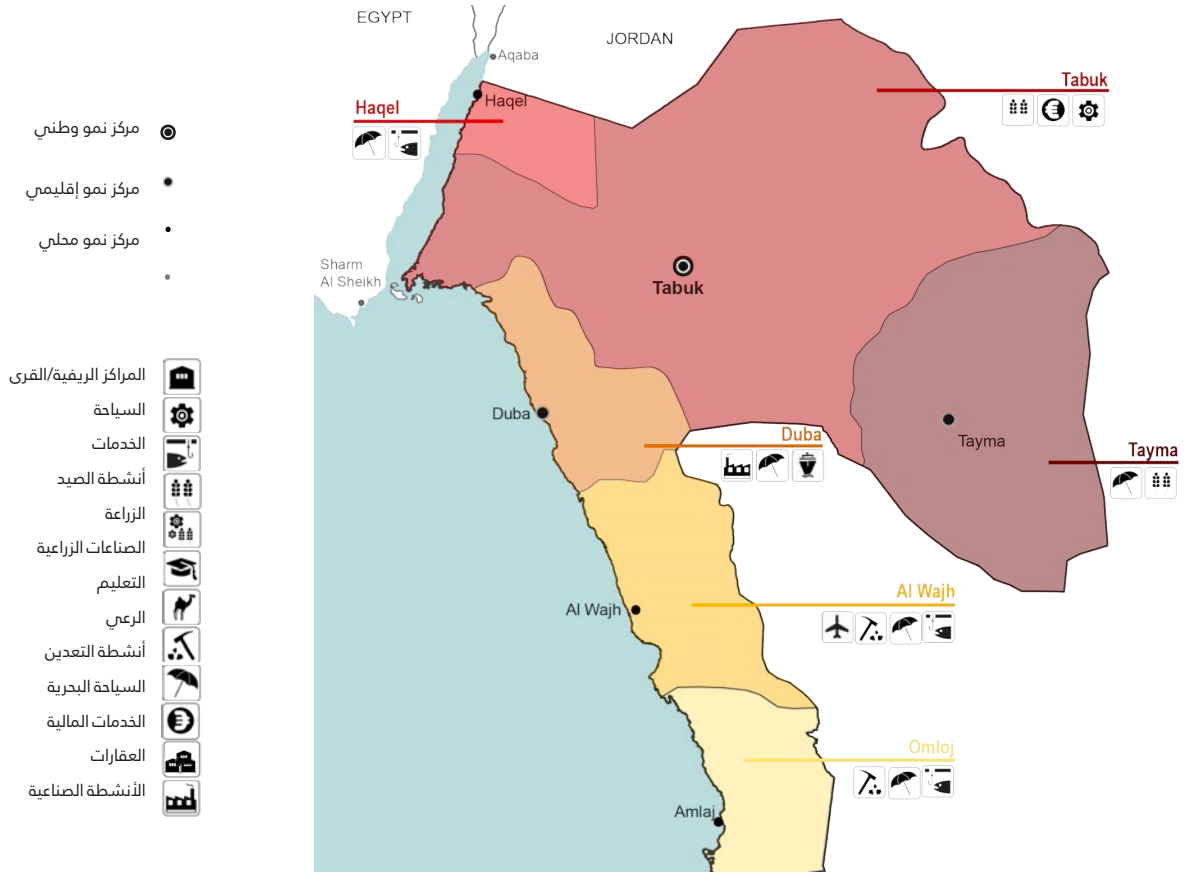 EGYPT
JORDAN
Aqaba
Haqel
Haqel
Tabuk
مركز نمو وطني
مركز نمو إقليمي
مركز نمو محلي
Sharm
Al Sheikh
Tabuk
المراكز الريفية/القرى
السياحة
الخدمات
أنشطة الصيد
الزراعة
الصناعات الزراعية
التعليم
الرعي
أنشطة التعدين
السياحة البحرية
الخدمات المالية
العقارات
الأنشطة الصناعية
Duba
Duba
Tayma
Tayma
Al Wajh
Al Wajh
Omloj
Amlaj